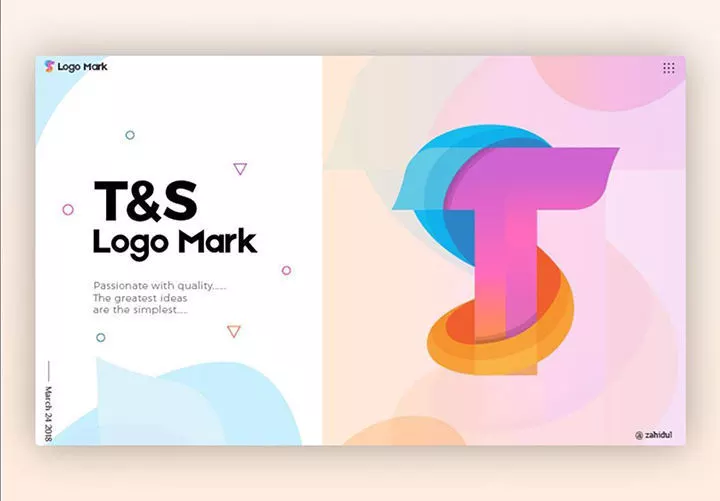 Logo Mark
T&S
Logo Mark
Passionate with quality......
The greatest ideas
are the simplest.....
March 24 2018
@ zahidul